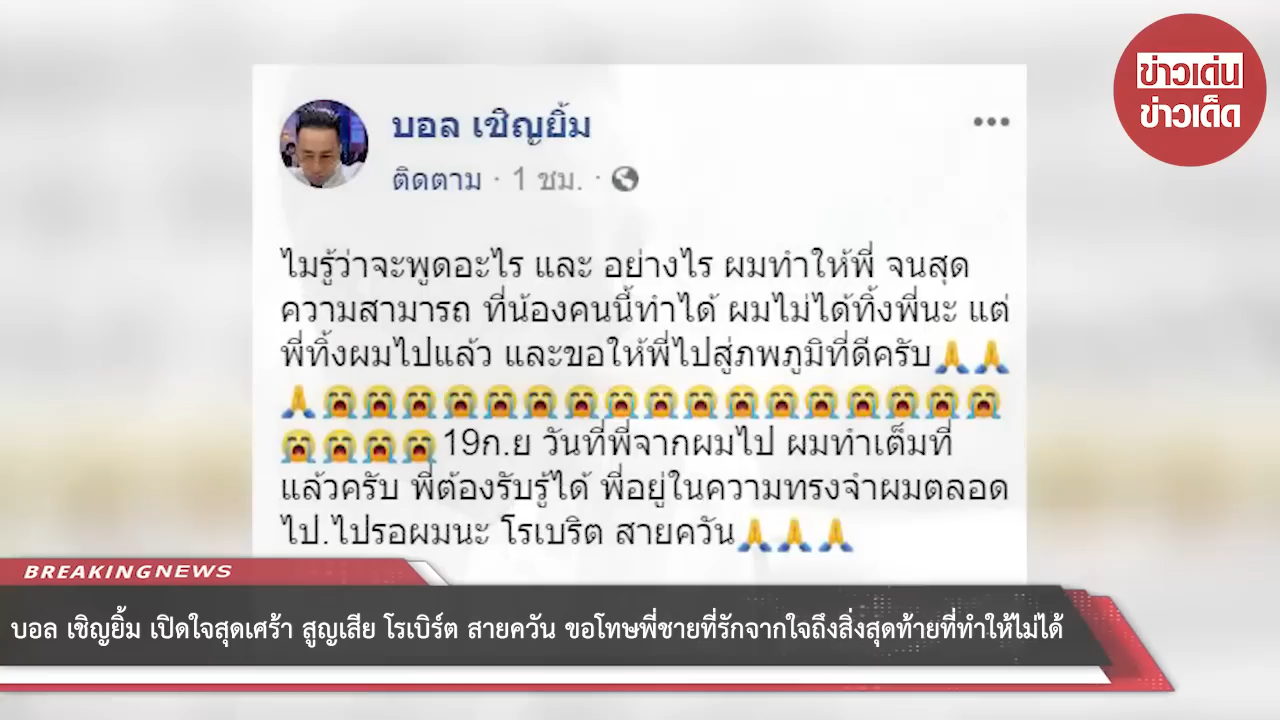 ข่าวเด่น
ข่าวเด็ด
บอล เชิญยิ้ม
ติดตาม · 1 ชม. ·
ไมรู้ว่าจะพูดอะไร และ อย่างไร ผมทำให้พี่ จนสุด
ความสามารถ ที่น้องคนนี้ทำได้ ผมไม่ได้ทิ้งพี่นะ แต่
พี่ทิ้งผมไปแล้ว และขอให้พี่ไปสู่ภพภูมิที่ดีครับ🙏🙏
🙏😭😭😭😭😭😭😭😭😭😭😭😭😭😭😭😭😭
😭😭😭😭19ก.ย วันที่พี่จากผมไป ผมทำเต็มที่
แล้วครับ พี่ต้องรับรู้ได้ พี่อยู่ในความทรงจำผมตลอด
ไป.ไปรอผมนะ โรเบริต สายควัน🙏🙏🙏
BREAKINGNEWS
บอล เชิญยิ้ม เปิดใจสุดเศร้า สูญเสีย โรเบิร์ต สายควัน ขอโทษพี่ชายที่รักจากใจถึงสิ่งสุดท้ายที่ทำให้ไม่ได้